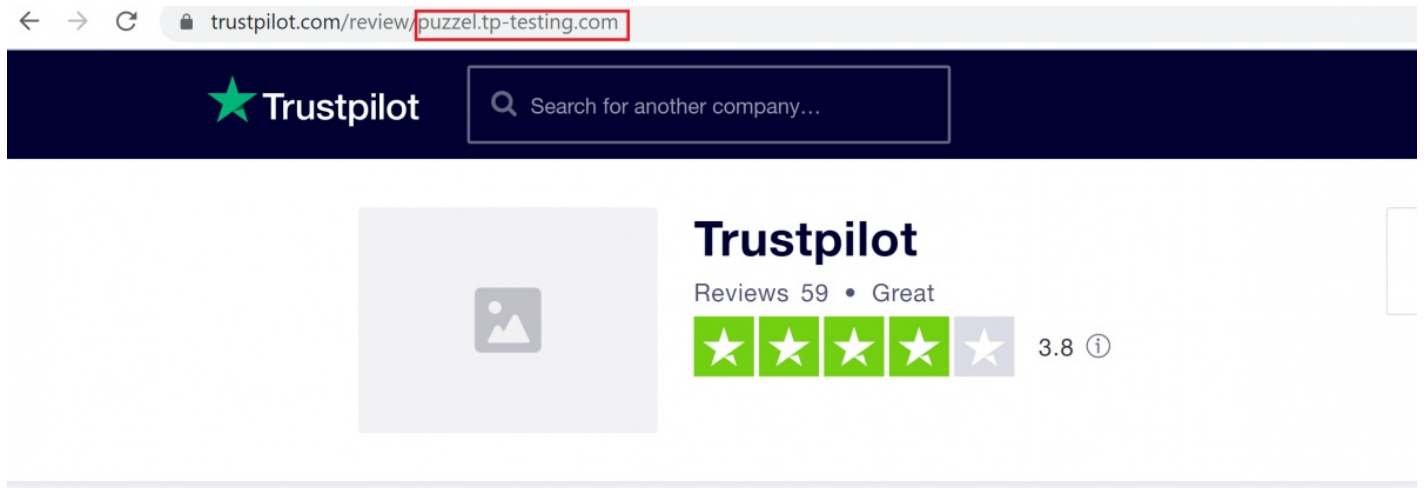 trustpilot.com/review/puzzel.tp-testing.com
Trustpilot
Search for another company...
Trustpilot
Reviews 59 • Great
3.8